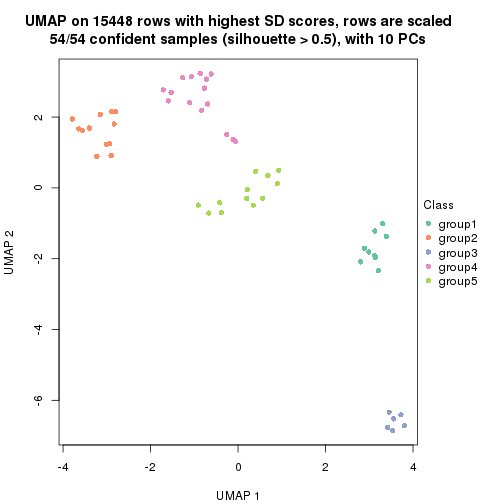 UMAP on 15448 rows with highest SD scores, rows are scaled
54/54 confident samples (silhouette > 0.5), with 10 PCs
2
0
-2
-4
-6
UMAP 2
-4
-2
0
2
4
UMAP 1
Class
group1
group2
group3
group4
group5